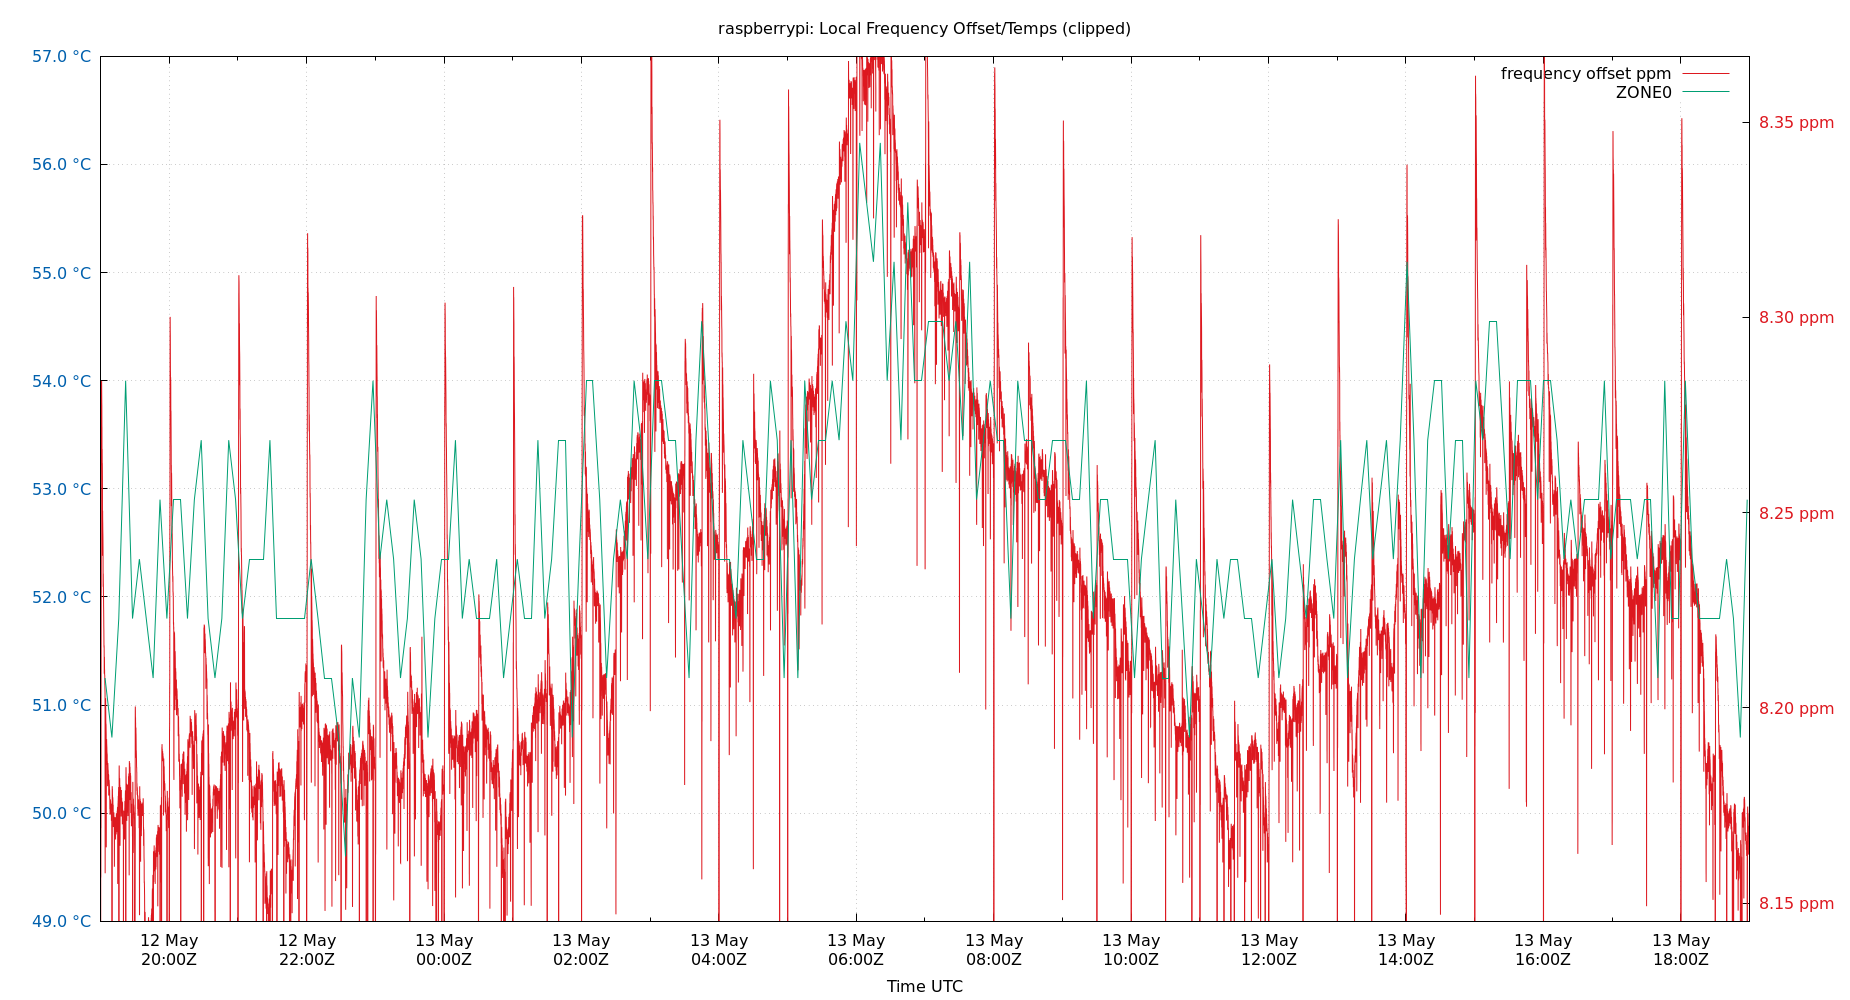 raspberrypi: Local Frequency Offset/Temps (clipped)
57.0 °C
56.0 °C
55.0 °C
54.0 °C
53.0 °C
52.0 °C
51.0 °C
50.0 °C
49.0 °C
frequency offset ppm
ZONE0
8.35 ppm
8.30 ppm
8.25 ppm
8.20 ppm
8.15 ppm
12 May 12 May 13 May 13 May 13 May 13 May 13 May 13 May 13 May 13 May 13 May 13 May
20:00Z 22:00Z 00:00Z 02:00Z 04:00Z 06:00Z 08:00Z 10:00Z 12:00Z 14:00Z 16:00Z 18:00Z
Time UTC